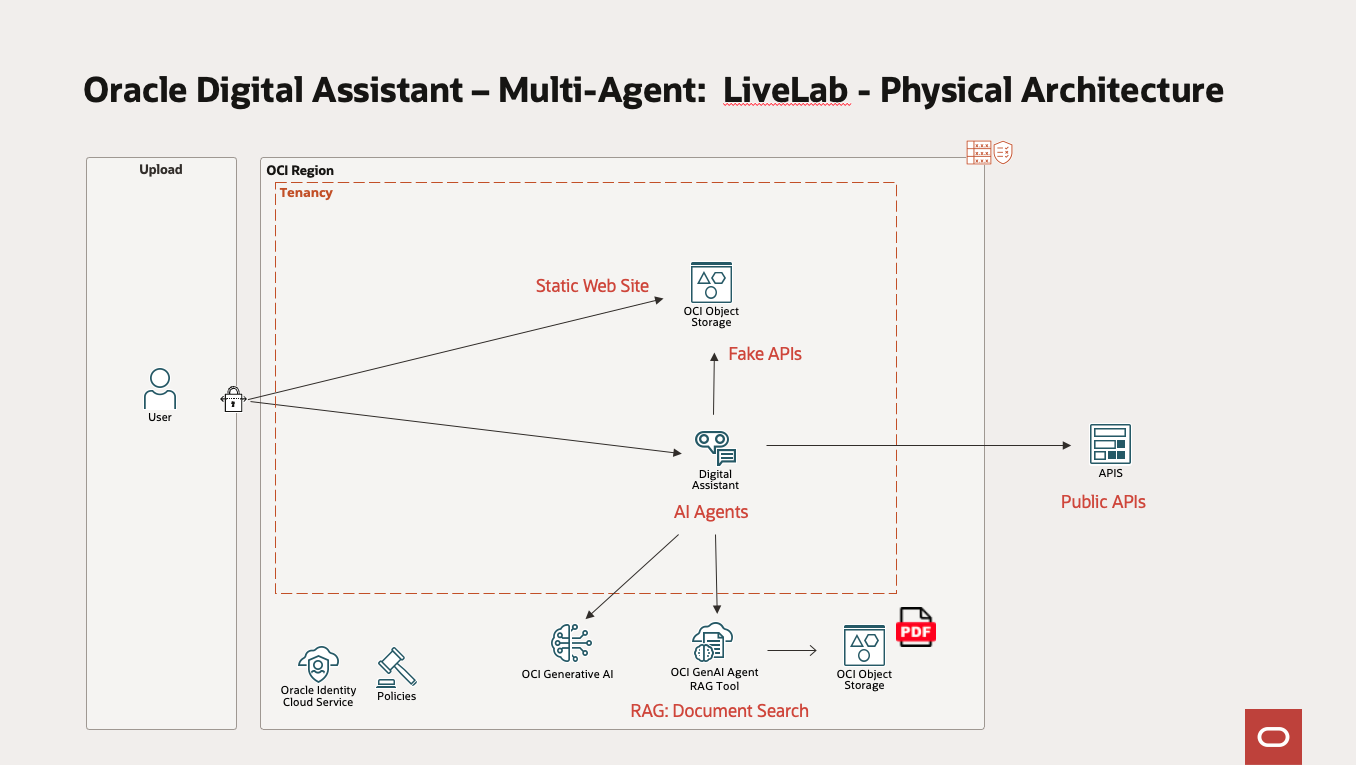 Oracle Digital Assistant – Multi-Agent:  LiveLab - Physical Architecture
Upload
OCI Region
Tenancy
Static Web Site
OCI Object
Storage
Fake APIs
User
Digital
Assistant
AI Agents
APIS
Public APIs
PDF
OCI Generative AI
OCI GenAI Agent
RAG Tool
OCI Object
Storage
Oracle Identity
Cloud Service
Policies
RAG: Document Search